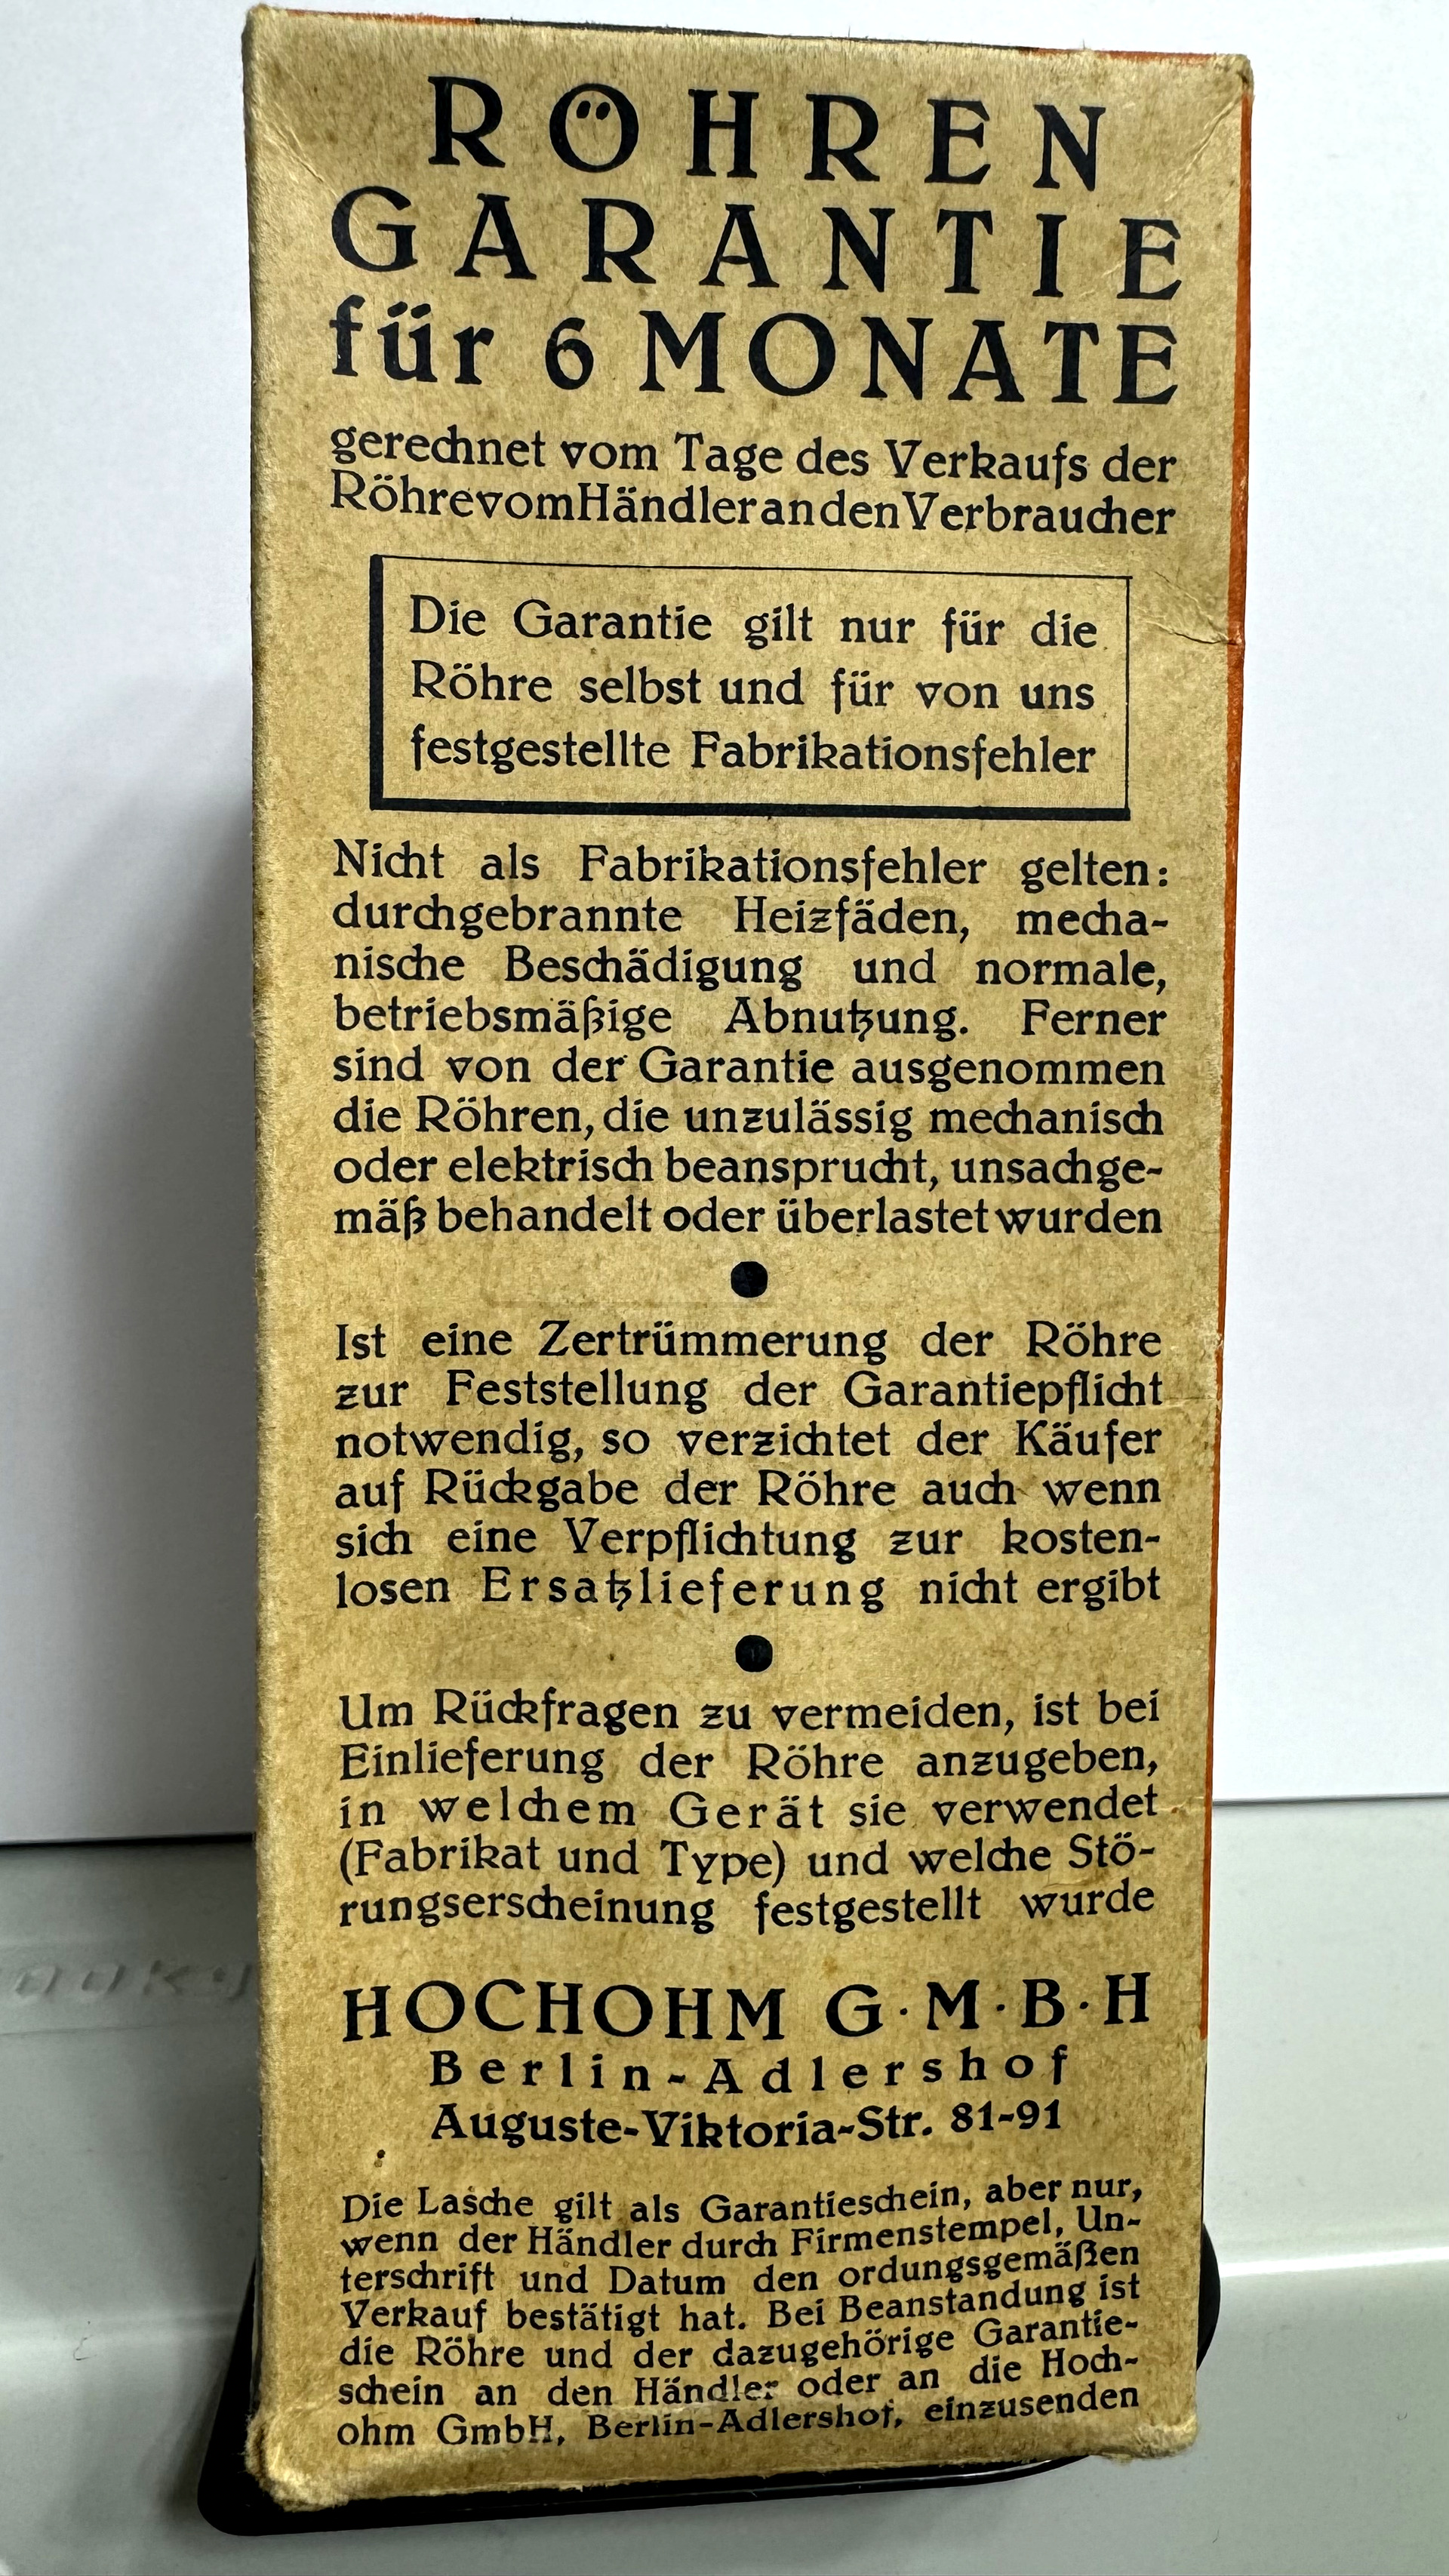 RÖHREN
GARANTIE
für 6 MONATE
gerechnet vom Tage des Verkaufs der
Röhre vom Händler an den Verbraucher
Die Garantie gilt nur für die
Röhre selbst und für von uns
festgestellte Fabrikationsfehler
Nicht als Fabrikationsfehler gelten:
durchgebrannte Heizfäden, mecha-
nische Beschädigung und normale,
betriebsmäßige Abnutzung. Ferner
sind von der Garantie ausgenommen
die Röhren, die unzulässig mechanisch
oder elektrisch beansprucht, unsachge-
mäß behandelt oder überlastet wurden
Ist eine Zertrümmerung der Röhre
zur Feststellung der Garantiepflicht
notwendig, so verzichtet der Käufer
auf Rückgabe der Röhre auch wenn
sich eine Verpflichtung zur kosten-
losen Ersatzlieferung nicht ergibt
Um Rückfragen zu vermeiden, ist bei
Einlieferung der Röhre anzugeben,
in welchem Gerät sie verwendet
(Fabrikat und Type) und welche Stö-
rungserscheinung festgestellt wurde
HOCHOHM G·M·B·H
Berlin-Adlershof
Auguste-Viktoria-Str. 81-91
Die Lasche gilt als Garantieschein, aber nur,
wenn der Händler durch Firmenstempel, Un-
terschrift und Datum den ordungsgemäßen
Verkauf bestätigt hat. Bei Beanstandung ist
die Röhre und der dazugehörige Garantie-
schein an den Händler oder an die Hoch-
ohm GmbH, Berlin-Adlershof, einzusenden